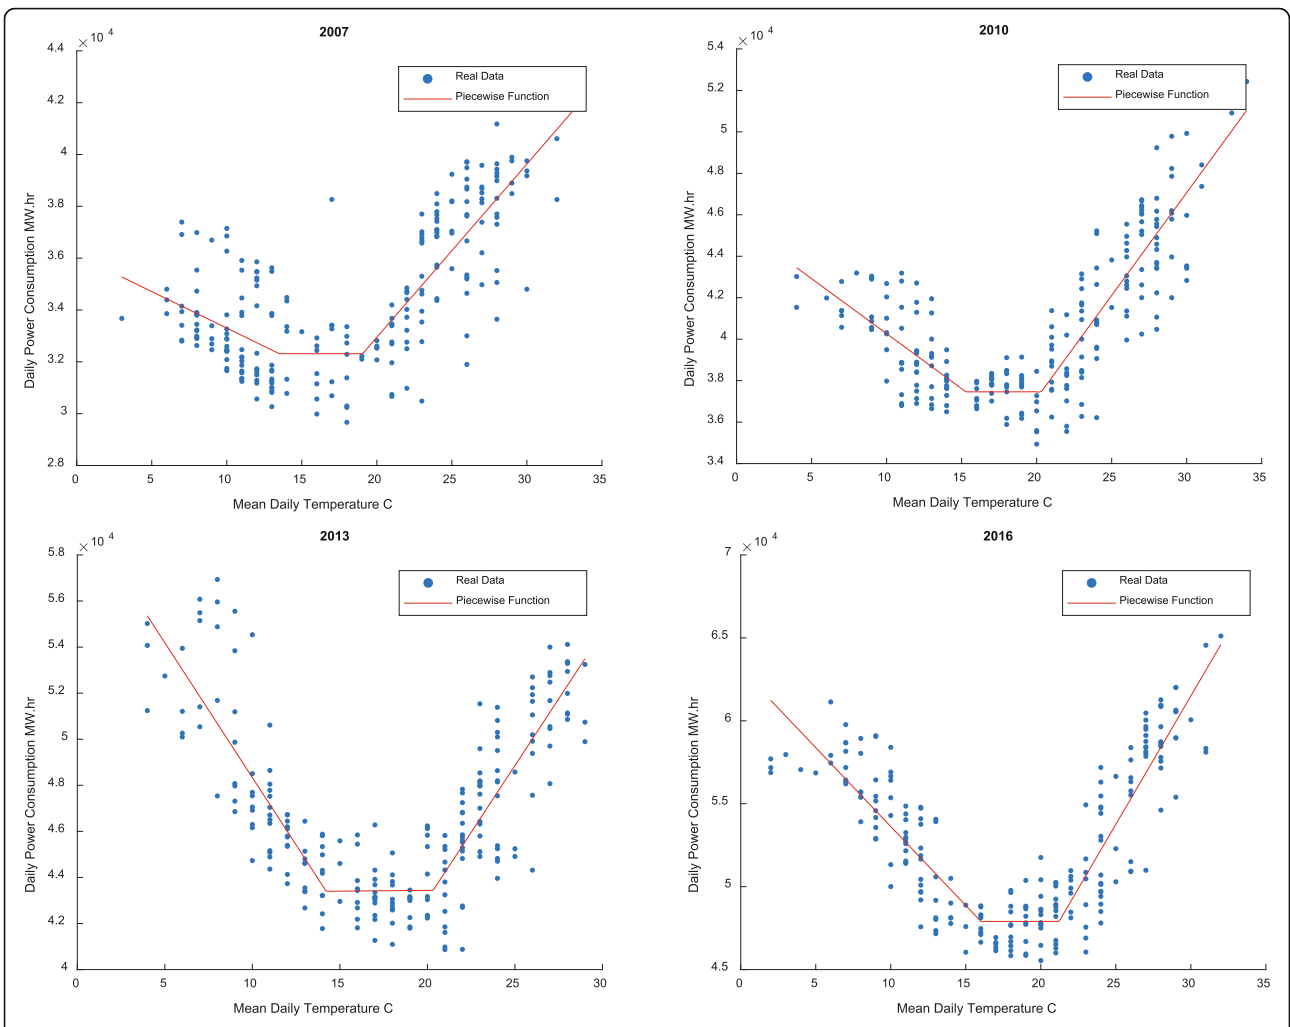 2007
× 10 4
4.4
4.2
4
3.8
3.6
3.4
3.2
3
2.8
0 5 10 15 20 25 30 35
Daily Power Consumption MW.hr
Mean Daily Temperature C
Real Data
Piecewise Function
2010
× 10 4
5.4
5.2
5
4.8
4.6
4.4
4.2
4
3.8
3.6
3.4
0 5 10 15 20 25 30 35
Daily Power Consumption MW.hr
Mean Daily Temperature C
Real Data
Piecewise Function
2013
× 10 4
5.8
5.6
5.4
5.2
5
4.8
4.6
4.4
4.2
4
0 5 10 15 20 25 30
Daily Power Consumption MW.hr
Mean Daily Temperature C
Real Data
Piecewise Function
2016
× 10 4
7
6.5
6
5.5
5
4.5
0 5 10 15 20 25 30 35
Daily Power Consumption MW.hr
Mean Daily Temperature C
Real Data
Piecewise Function